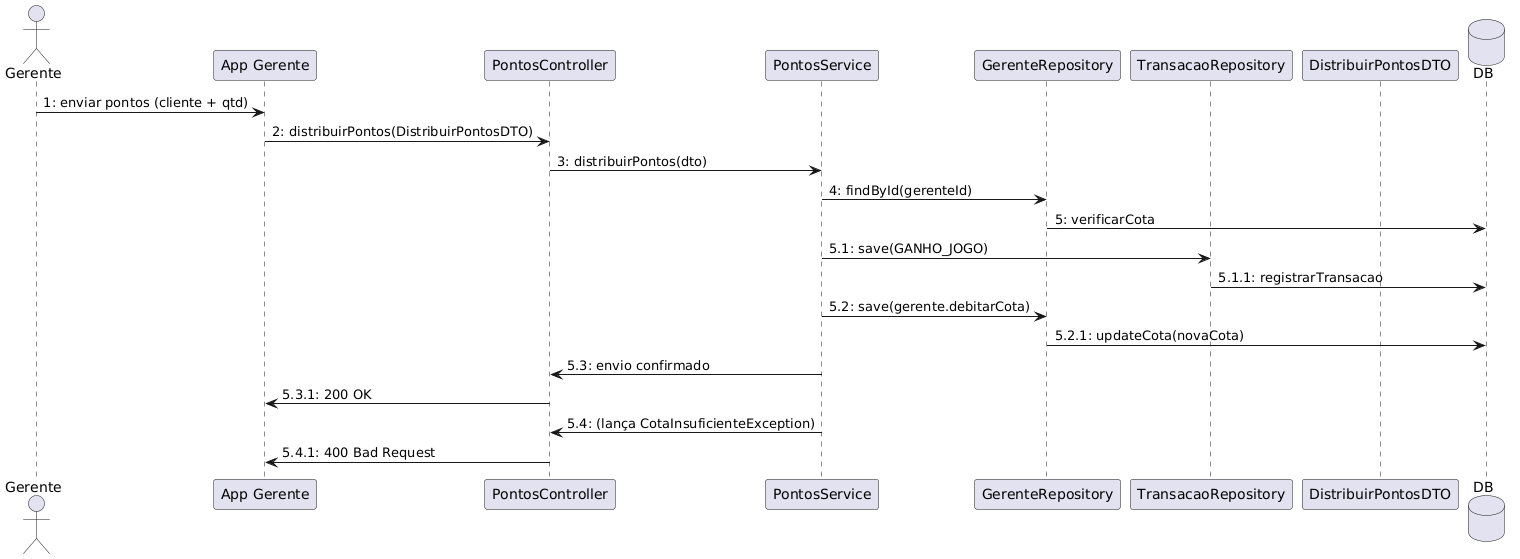 Gerente
App Gerente
PontosController
PontosService
GerenteRepository
TransacaoRepository
DistribuirPontosDTO
DB
1: enviar pontos (cliente + qtd)
2: distribuirPontos(DistribuirPontosDTO)
3: distribuirPontos(dto)
4: findById(gerenteId)
5: verificarCota
5.1: save(GANHO_JOGO)
5.1.1: registrarTransacao
5.2: save(gerente.debitarCota)
5.2.1: updateCota(novaCota)
5.3: envio confirmado
5.3.1: 200 OK
5.4: (lança CotaInsuficienteException)
5.4.1: 400 Bad Request
Gerente
App Gerente
PontosController
PontosService
GerenteRepository
TransacaoRepository
DistribuirPontosDTO
DB